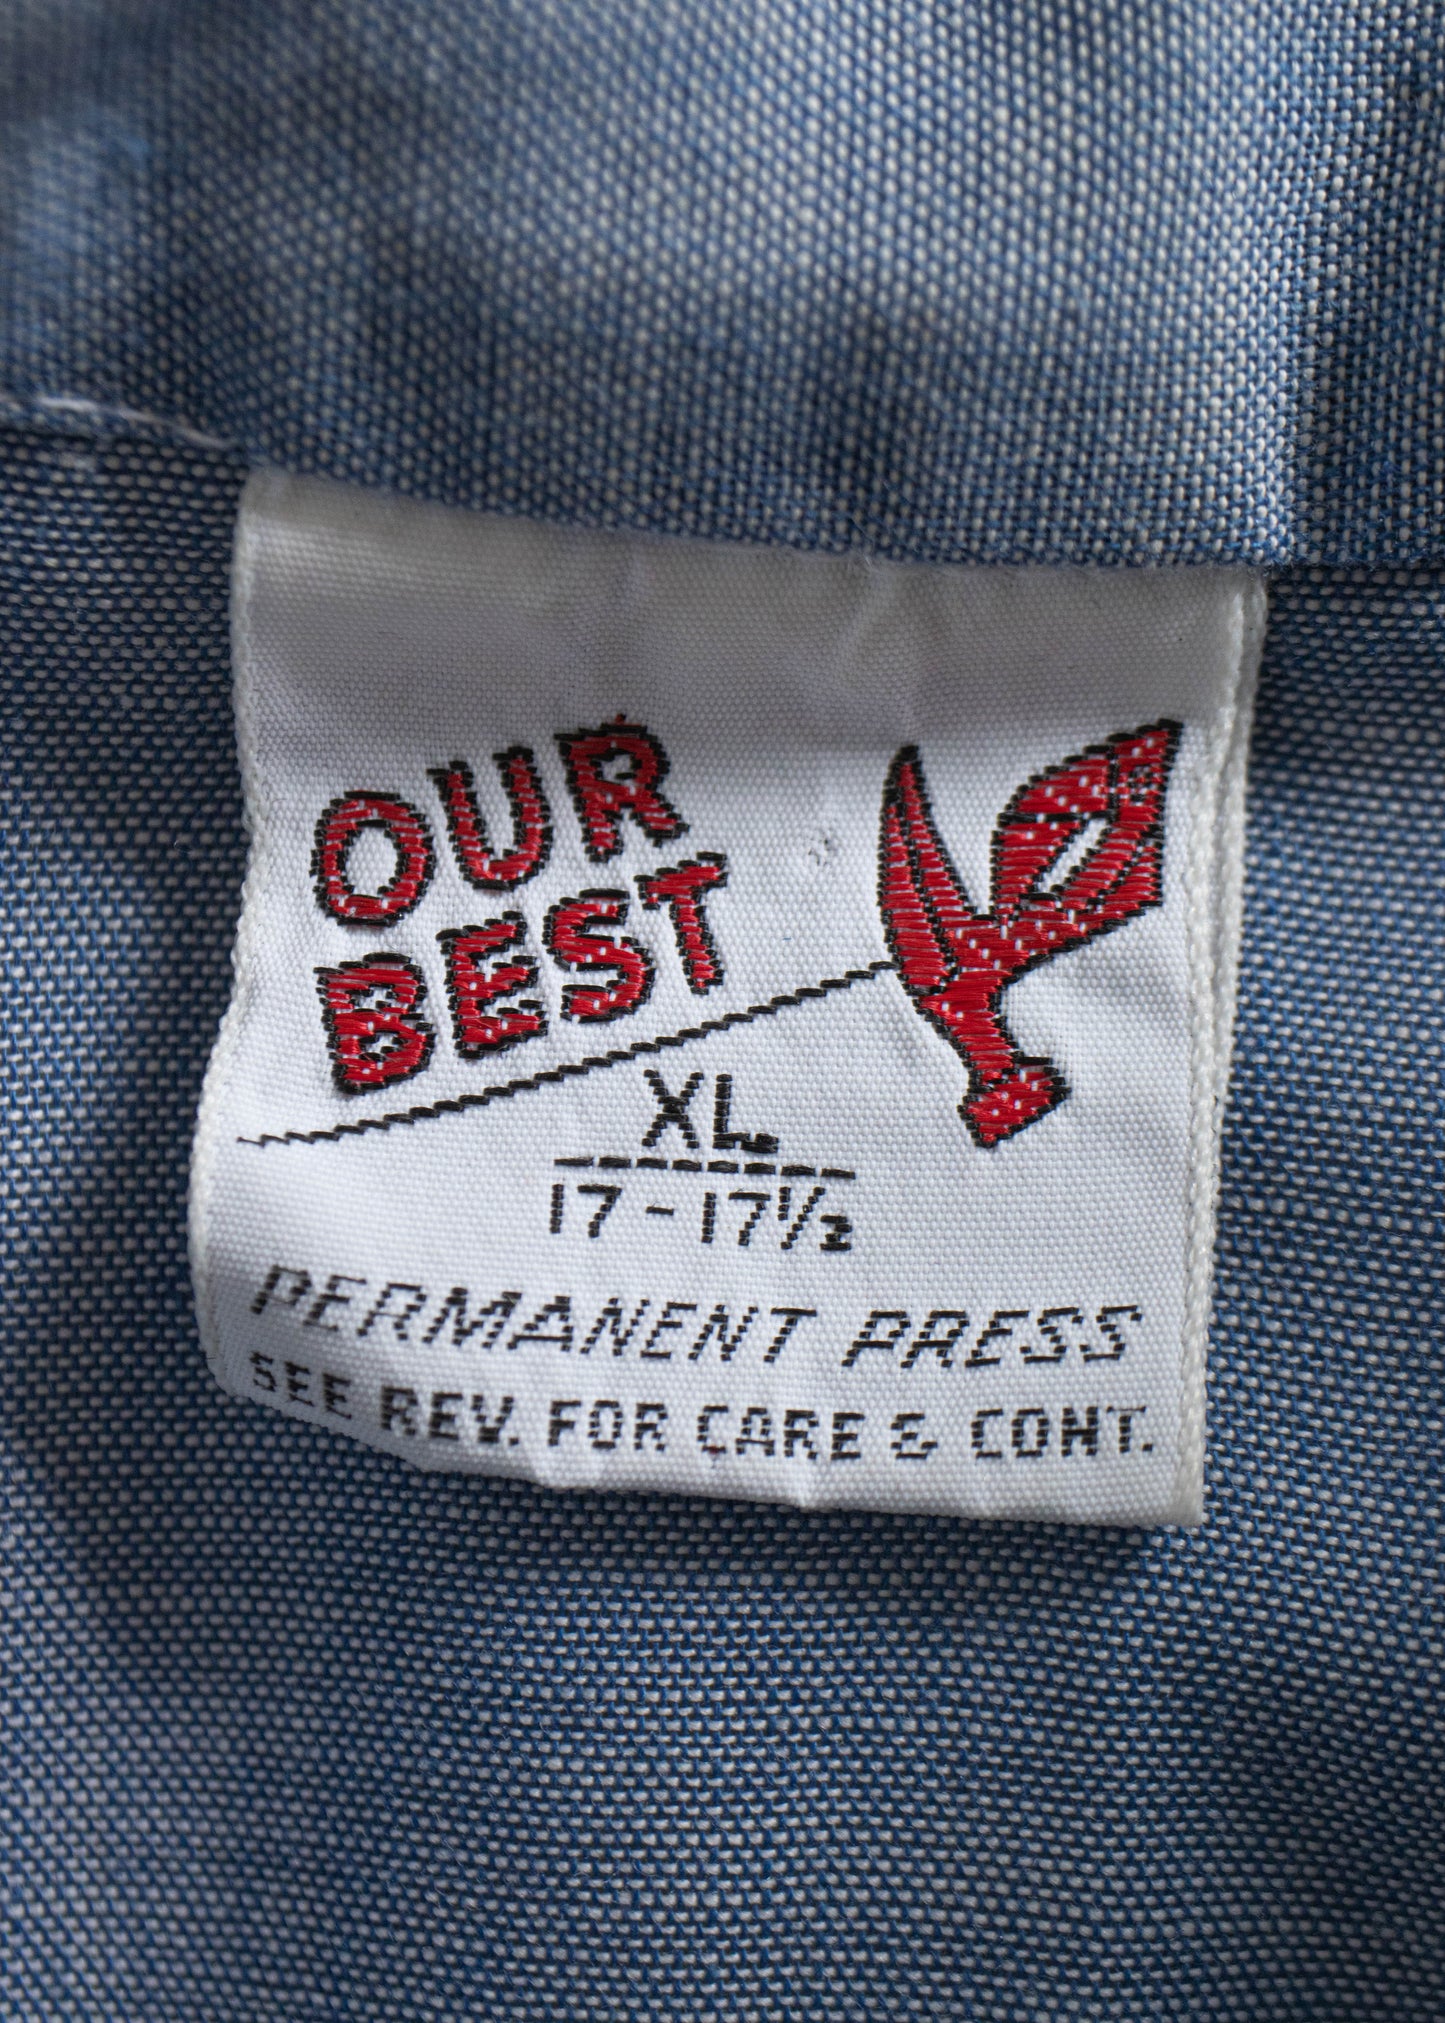 OUR
BEST
XL
17-17½
PERMANENT PRESS
SEE REV. FOR CARE & CONT.